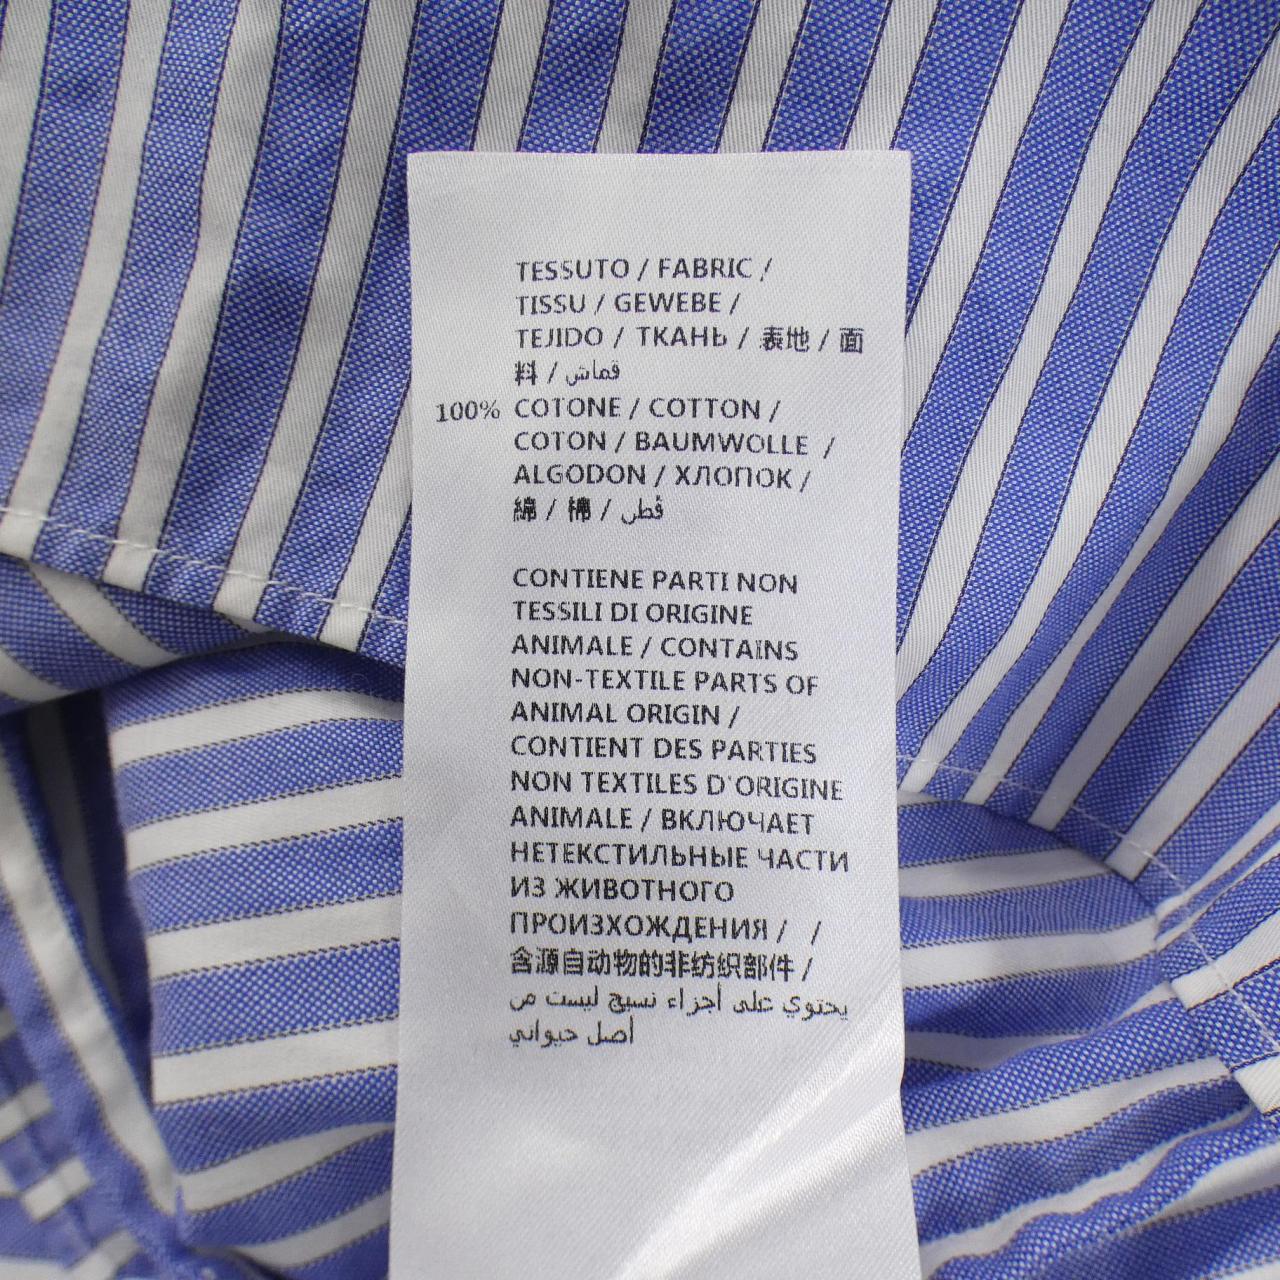 TESSUTO / FABRIC /
TISSU / GEWEBE /
TEJIDO / ТКАНЬ / 表地 / 面
料 / قماش
100% COTONE / COTTON /
COTON / BAUMWOLLE /
ALGODON / ХЛОПОК /
綿 / 棉 / قطن
CONTIENE PARTI NON
TESSILI DI ORIGINE
ANIMALE / CONTAINS
NON-TEXTILE PARTS OF
ANIMAL ORIGIN /
CONTIENT DES PARTIES
NON TEXTILES D'ORIGINE
ANIMALE / ВКЛЮЧАЕТ
НЕТЕКСТИЛЬНЫЕ ЧАСТИ
ИЗ ЖИВОТНОГО
ПРОИЗХОЖДЕНИЯ / /
含源自动物的非纺织部件 /
يحتوي على أجزاء نسيج ليست من
أصل حيواني